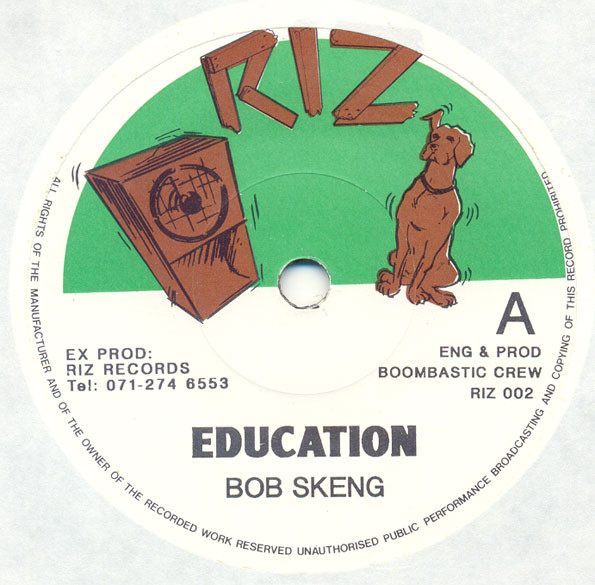 RIZ
A
EX PROD:
RIZ RECORDS
Tel: 071-274 6553
ENG & PROD
BOOMBASTIC CREW
RIZ 002
EDUCATION
BOB SKENG
ALL RIGHTS OF THE MANUFACTURER AND OF THE OWNER OF THE RECORDED WORK RESERVED UNAUTHORISED PUBLIC PERFORMANCE BROADCASTING AND COPYING OF THIS RECORD PROHIBITED